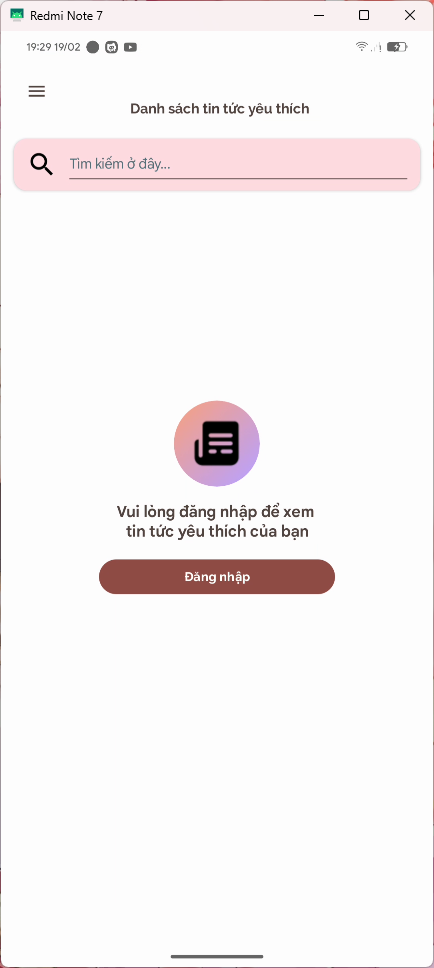 Redmi Note 7
19:29 19/02
Danh sách tin tức yêu thích
Tìm kiếm ở đây...
Vui lòng đăng nhập để xem
tin tức yêu thích của bạn
Đăng nhập